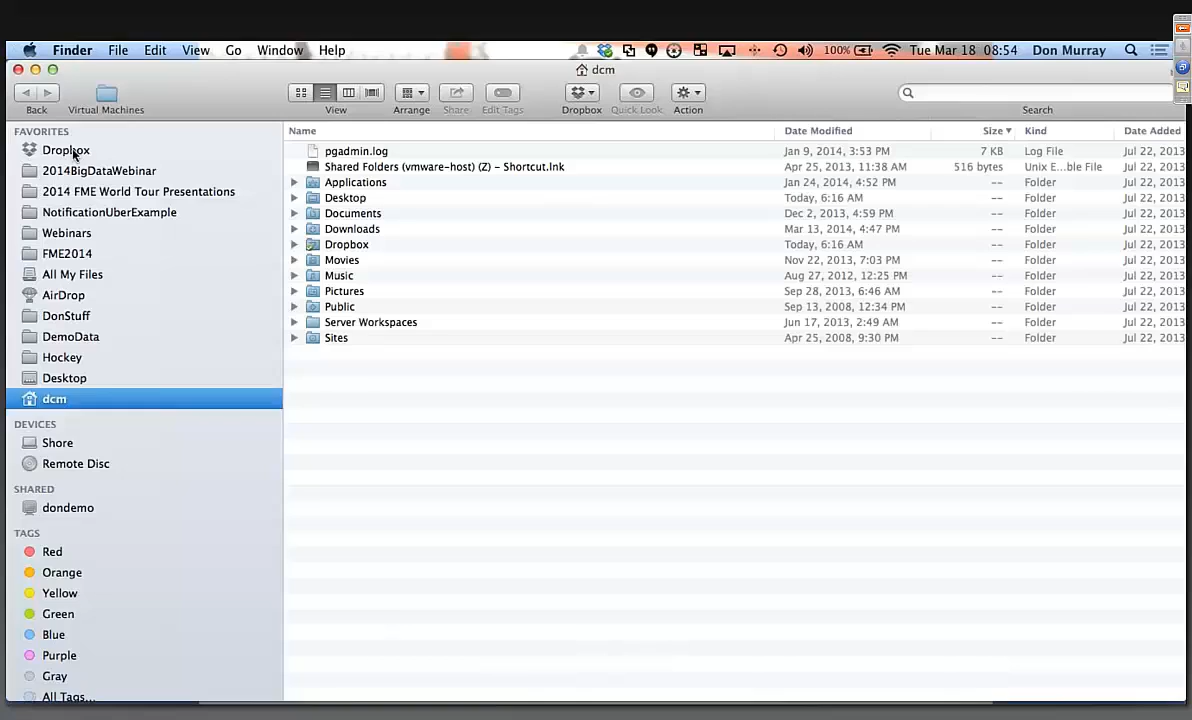 Finder File Edit View Go Window Help 100% Tue Mar 18 08:54 Don Murray
dcm
Back Virtual Machines View Arrange Share Edit Tags Dropbox Quick Look Action Search
FAVORITES
Dropbox
2014BigDataWebinar
2014 FME World Tour Presentations
NotificationUberExample
Webinars
FME2014
All My Files
AirDrop
DonStuff
DemoData
Hockey
Desktop
dcm
DEVICES
Shore
Remote Disc
SHARED
dondemo
TAGS
Red
Orange
Yellow
Green
Blue
Purple
Gray
All Tags...
Name Date Modified Size Kind Date Added
pgadmin.log Jan 9, 2014, 3:53 PM 7 KB Log File Jul 22, 2013
Shared Folders (vmware-host) (Z) – Shortcut.lnk Apr 25, 2013, 11:38 AM 516 bytes Unix E...ble File Jul 22, 2013
Applications Jan 24, 2014, 4:52 PM -- Folder Jul 22, 2013
Desktop Today, 6:16 AM -- Folder Jul 22, 2013
Documents Dec 2, 2013, 4:59 PM -- Folder Jul 22, 2013
Downloads Mar 13, 2014, 4:47 PM -- Folder Jul 22, 2013
Dropbox Today, 6:16 AM -- Folder Jul 22, 2013
Movies Nov 22, 2013, 7:03 PM -- Folder Jul 22, 2013
Music Aug 27, 2012, 12:25 PM -- Folder Jul 22, 2013
Pictures Sep 28, 2013, 6:46 AM -- Folder Jul 22, 2013
Public Sep 13, 2008, 12:34 PM -- Folder Jul 22, 2013
Server Workspaces Jun 17, 2013, 2:49 AM -- Folder Jul 22, 2013
Sites Apr 25, 2008, 9:30 PM -- Folder Jul 22, 2013